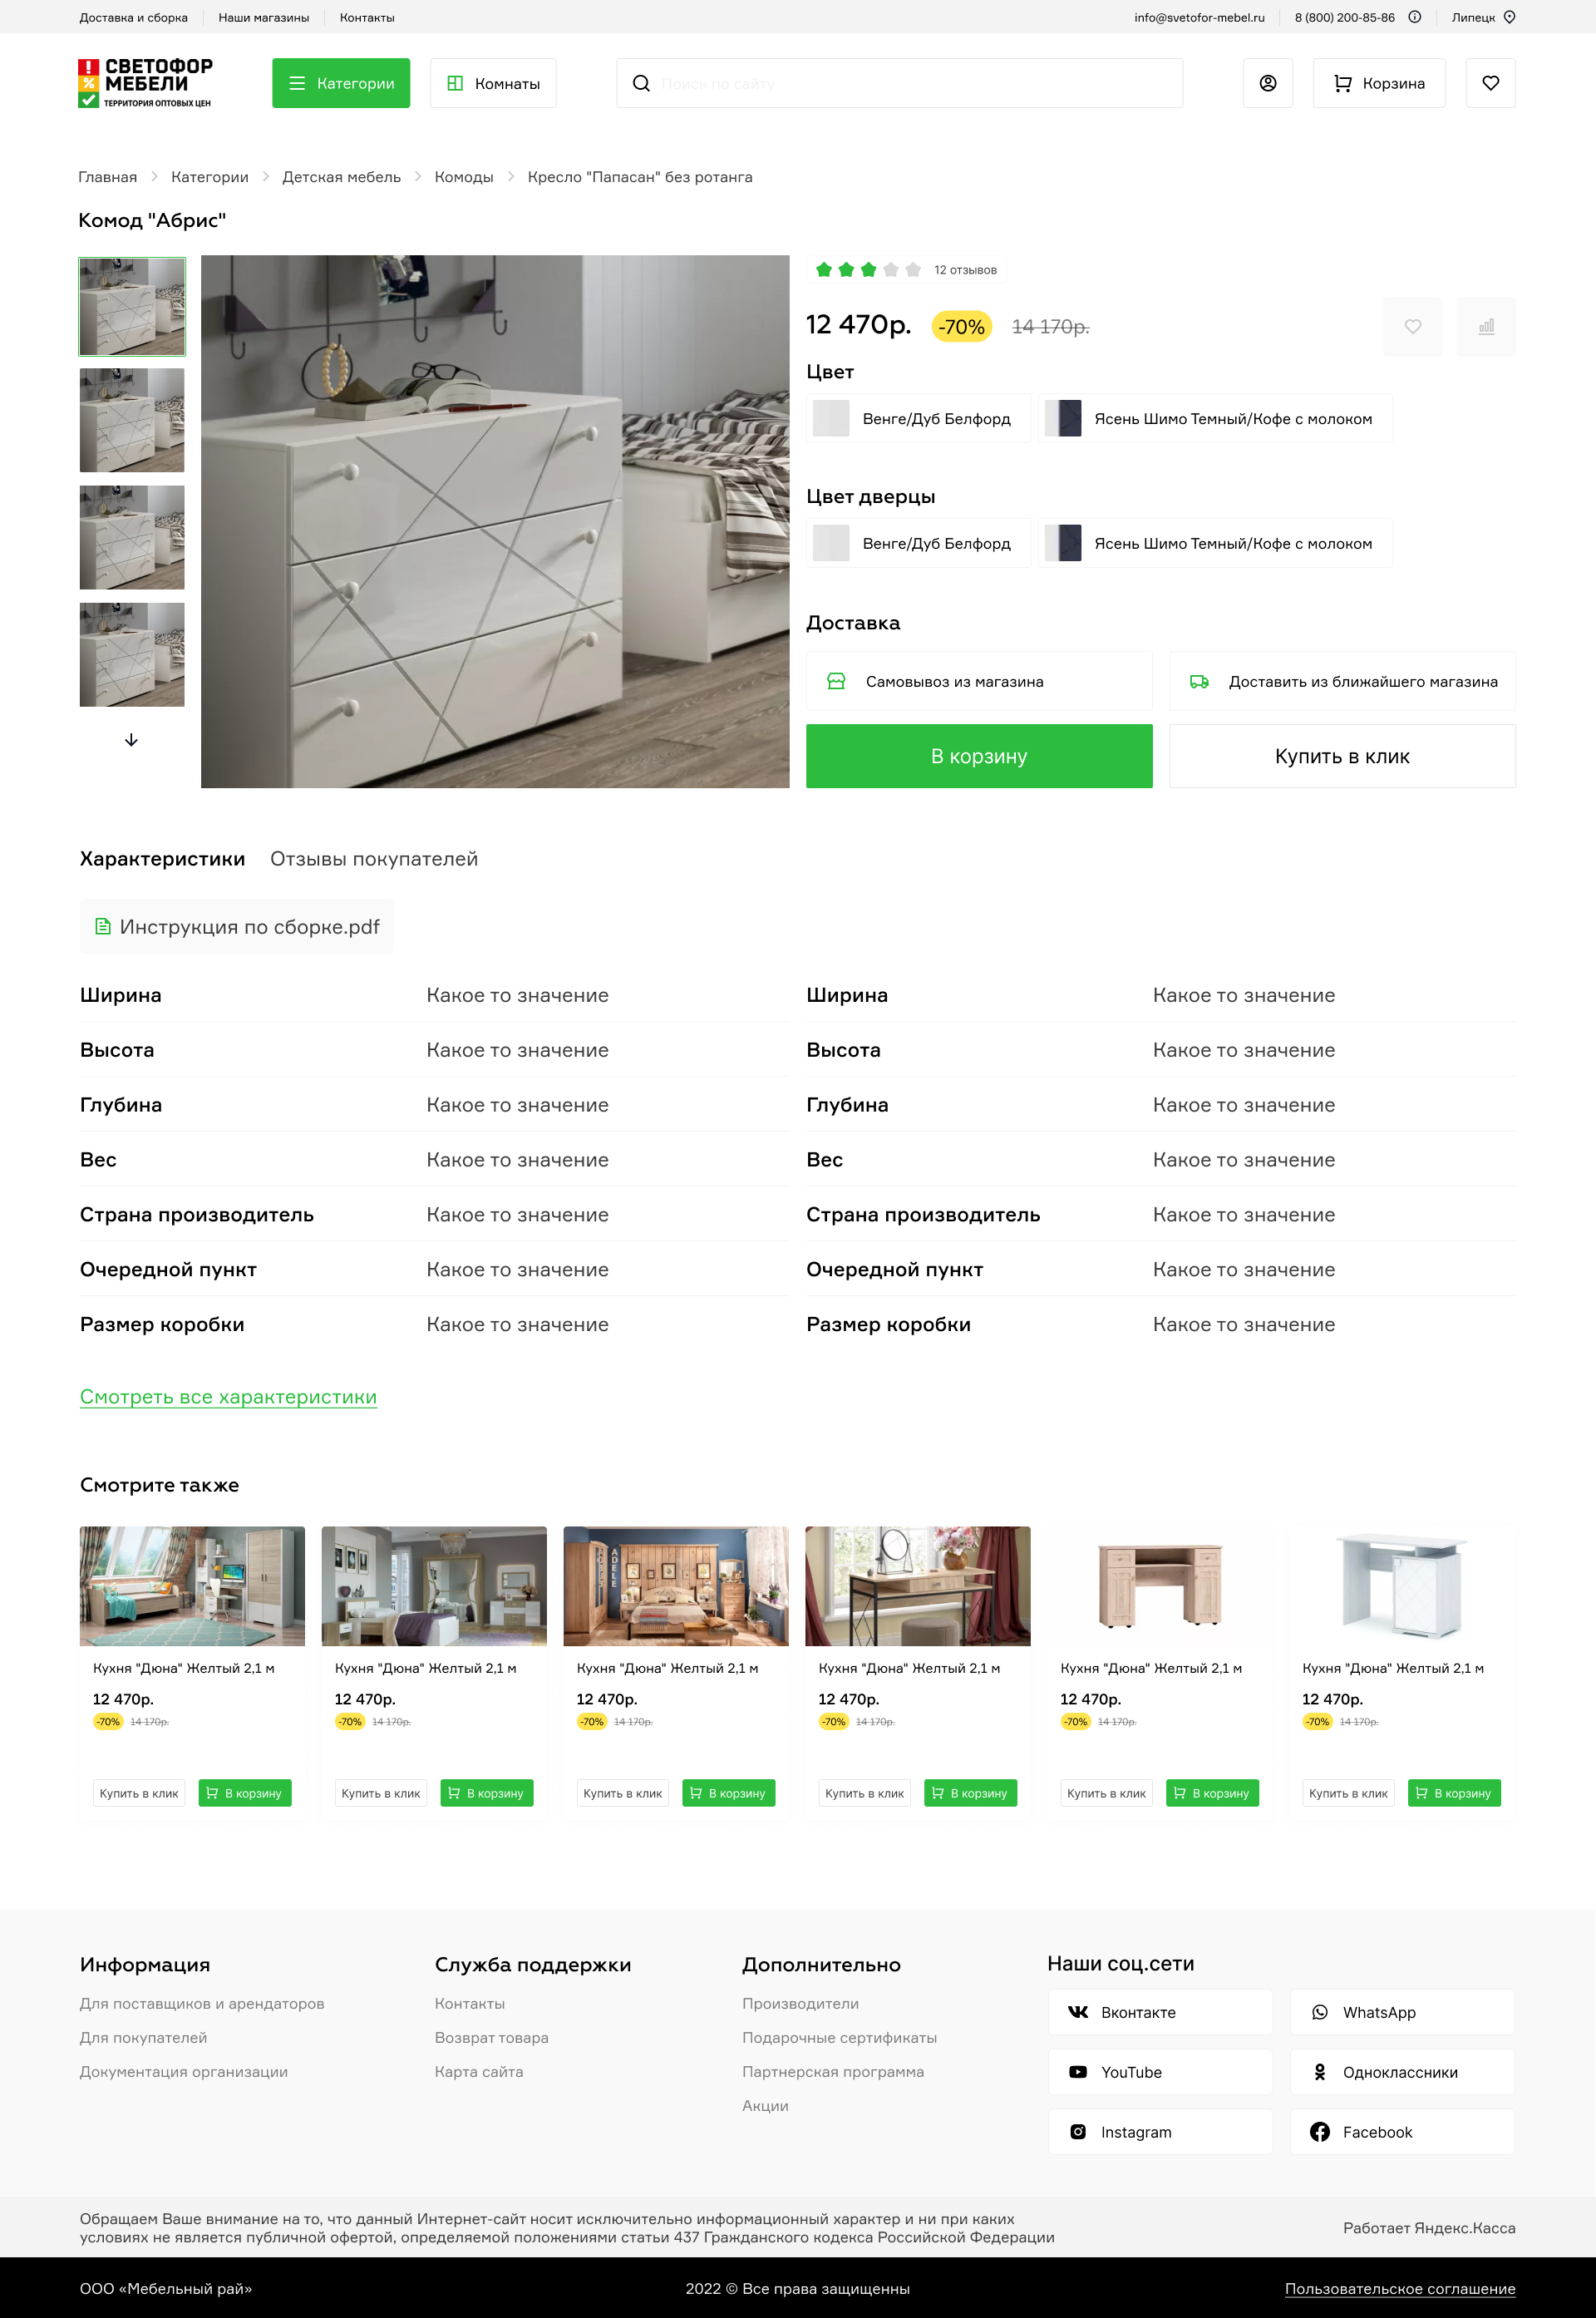 Доставка и сборка
Наши магазины
Контакты
info@svetofor-mebel.ru
8 (800) 200-85-86
Липецк
СВЕТОФОР
МЕБЕЛИ
ТЕРРИТОРИЯ ОПТОВЫХ ЦЕН
Категории
Комнаты
Поиск по сайту
Корзина
Главная
Категории
Детская мебель
Комоды
Кресло "Папасан" без ротанга
Комод "Абрис"
12 отзывов
12 470р.
-70%
14 170р.
Цвет
Венге/Дуб Белфорд
Ясень Шимо Темный/Кофе с молоком
Цвет дверцы
Венге/Дуб Белфорд
Ясень Шимо Темный/Кофе с молоком
Доставка
Самовывоз из магазина
Доставить из ближайшего магазина
В корзину
Купить в клик
Характеристики
Отзывы покупателей
Инструкция по сборке.pdf
Ширина Какое то значение
Ширина Какое то значение
Высота Какое то значение
Высота Какое то значение
Глубина Какое то значение
Глубина Какое то значение
Вес Какое то значение
Вес Какое то значение
Страна производитель Какое то значение
Страна производитель Какое то значение
Очередной пункт Какое то значение
Очередной пункт Какое то значение
Размер коробки Какое то значение
Размер коробки Какое то значение
Смотреть все характеристики
Смотрите также
ADELE
Кухня "Дюна" Желтый 2,1 м
12 470р.
-70% 14 170р.
Купить в клик
В корзину
Кухня "Дюна" Желтый 2,1 м
12 470р.
-70% 14 170р.
Купить в клик
В корзину
Кухня "Дюна" Желтый 2,1 м
12 470р.
-70% 14 170р.
Купить в клик
В корзину
Кухня "Дюна" Желтый 2,1 м
12 470р.
-70% 14 170р.
Купить в клик
В корзину
Кухня "Дюна" Желтый 2,1 м
12 470р.
-70% 14 170р.
Купить в клик
В корзину
Кухня "Дюна" Желтый 2,1 м
12 470р.
-70% 14 170р.
Купить в клик
В корзину
Информация
Для поставщиков и арендаторов
Для покупателей
Документация организации
Служба поддержки
Контакты
Возврат товара
Карта сайта
Дополнительно
Производители
Подарочные сертификаты
Партнерская программа
Акции
Наши соц.сети
Вконтакте
WhatsApp
YouTube
Одноклассники
Instagram
Facebook
Обращаем Ваше внимание на то, что данный Интернет-сайт носит исключительно информационный характер и ни при каких
условиях не является публичной офертой, определяемой положениями статьи 437 Гражданского кодекса Российской Федерации
Работает Яндекс.Касса
ООО «Мебельный рай»
2022 © Все права защищенны
Пользовательское соглашение